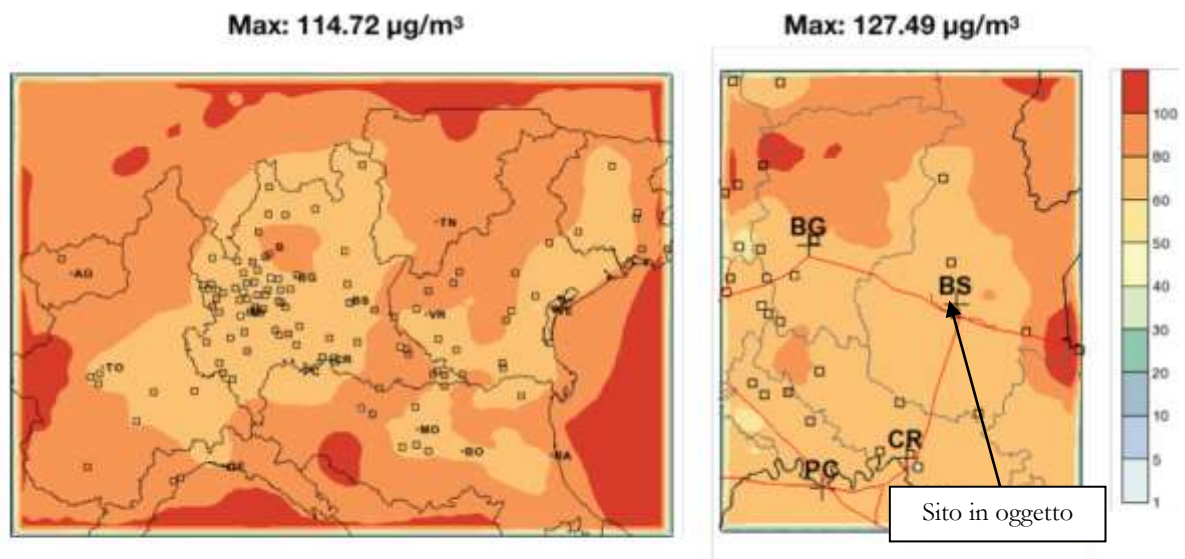 Max: 114.72 µg/m³
Max: 127.49 µg/m³
AO
TN
BG
BS
VR
VE
TO
CR
PC
MO
BO
GE
RA
BG
BS
CR
PC
Sito in oggetto
100
80
60
50
40
30
20
10
5
1